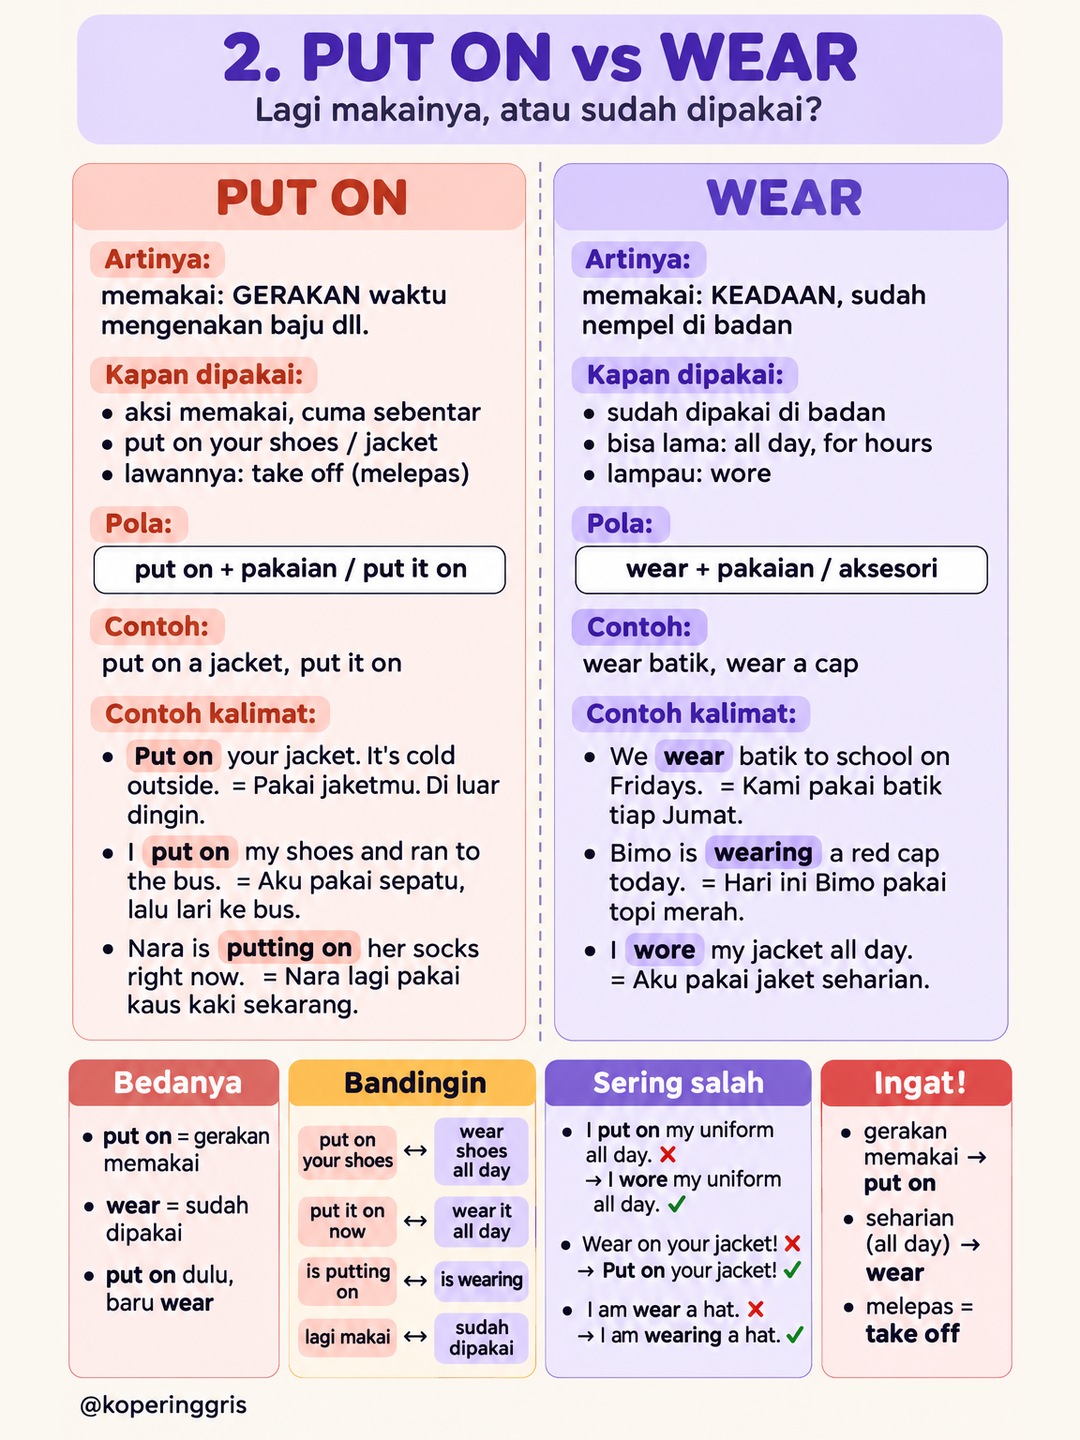 2. PUT ON vs WEAR
Lagi makainya, atau sudah dipakai?
PUT ON
Artinya:
memakai: GERAKAN waktu
mengenakan baju dll.
Kapan dipakai:
• aksi memakai, cuma sebentar
• put on your shoes / jacket
• lawannya: take off (melepas)
Pola:
put on + pakaian / put it on
Contoh:
put on a jacket, put it on
Contoh kalimat:
• Put on your jacket. It's cold
outside. = Pakai jaketmu. Di luar
dingin.
• I put on my shoes and ran to
the bus. = Aku pakai sepatu,
lalu lari ke bus.
• Nara is putting on her socks
right now. = Nara lagi pakai
kaus kaki sekarang.
WEAR
Artinya:
memakai: KEADAAN, sudah
nempel di badan
Kapan dipakai:
• sudah dipakai di badan
• bisa lama: all day, for hours
• lampau: wore
Pola:
wear + pakaian / aksesori
Contoh:
wear batik, wear a cap
Contoh kalimat:
• We wear batik to school on
Fridays. = Kami pakai batik
tiap Jumat.
• Bimo is wearing a red cap
today. = Hari ini Bimo pakai
topi merah.
• I wore my jacket all day.
= Aku pakai jaket seharian.
Bedanya
• put on = gerakan
memakai
• wear = sudah
dipakai
• put on dulu,
baru wear
Bandingin
put on
your shoes
↔
wear
shoes
all day
put it on
now
↔
wear it
all day
is putting
on
↔
is wearing
lagi makai
↔
sudah
dipakai
Sering salah
• I put on my uniform
all day. ❌
→ I wore my uniform
all day. ✓
• Wear on your jacket! ❌
→ Put on your jacket! ✓
• I am wear a hat. ❌
→ I am wearing a hat. ✓
Ingat!
• gerakan
memakai →
put on
• seharian
(all day) →
wear
• melepas =
take off
@koperinggris